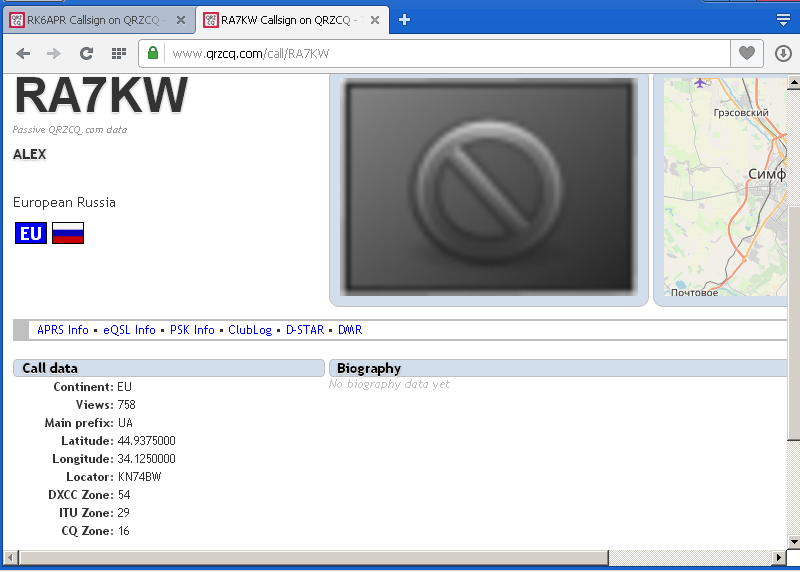 RK6APR Callsign on QRZCQ -
RA7KW Callsign on QRZCQ -
www.qrzcq.com/call/RA7KW
RA7KW
Passive QRZCQ.com data
ALEX
European Russia
EU
Грэсовский
Симф
Почтовое
APRS Info • eQSL Info • PSK Info • ClubLog • D-STAR • DMR
Call data
Biography
Continent: EU
No biography data yet
Views: 758
Main prefix: UA
Latitude: 44.9375000
Longitude: 34.1250000
Locator: KN74BW
DXCC Zone: 54
ITU Zone: 29
CQ Zone: 16